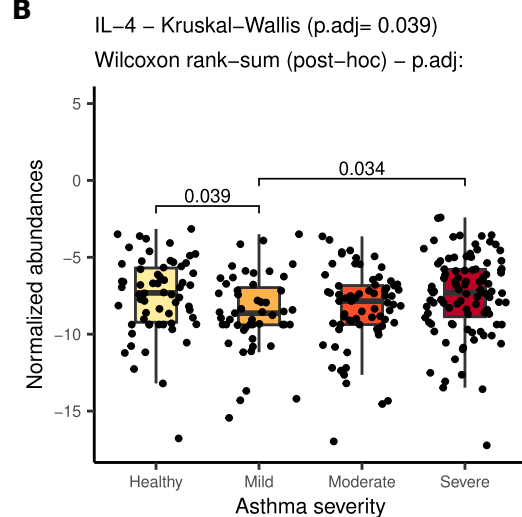 B
IL−4 − Kruskal−Wallis (p.adj= 0.039)
Wilcoxon rank−sum (post−hoc) − p.adj:
Normalized abundances
5
0
−5
−10
−15
0.039
0.034
Healthy
Mild
Moderate
Severe
Asthma severity